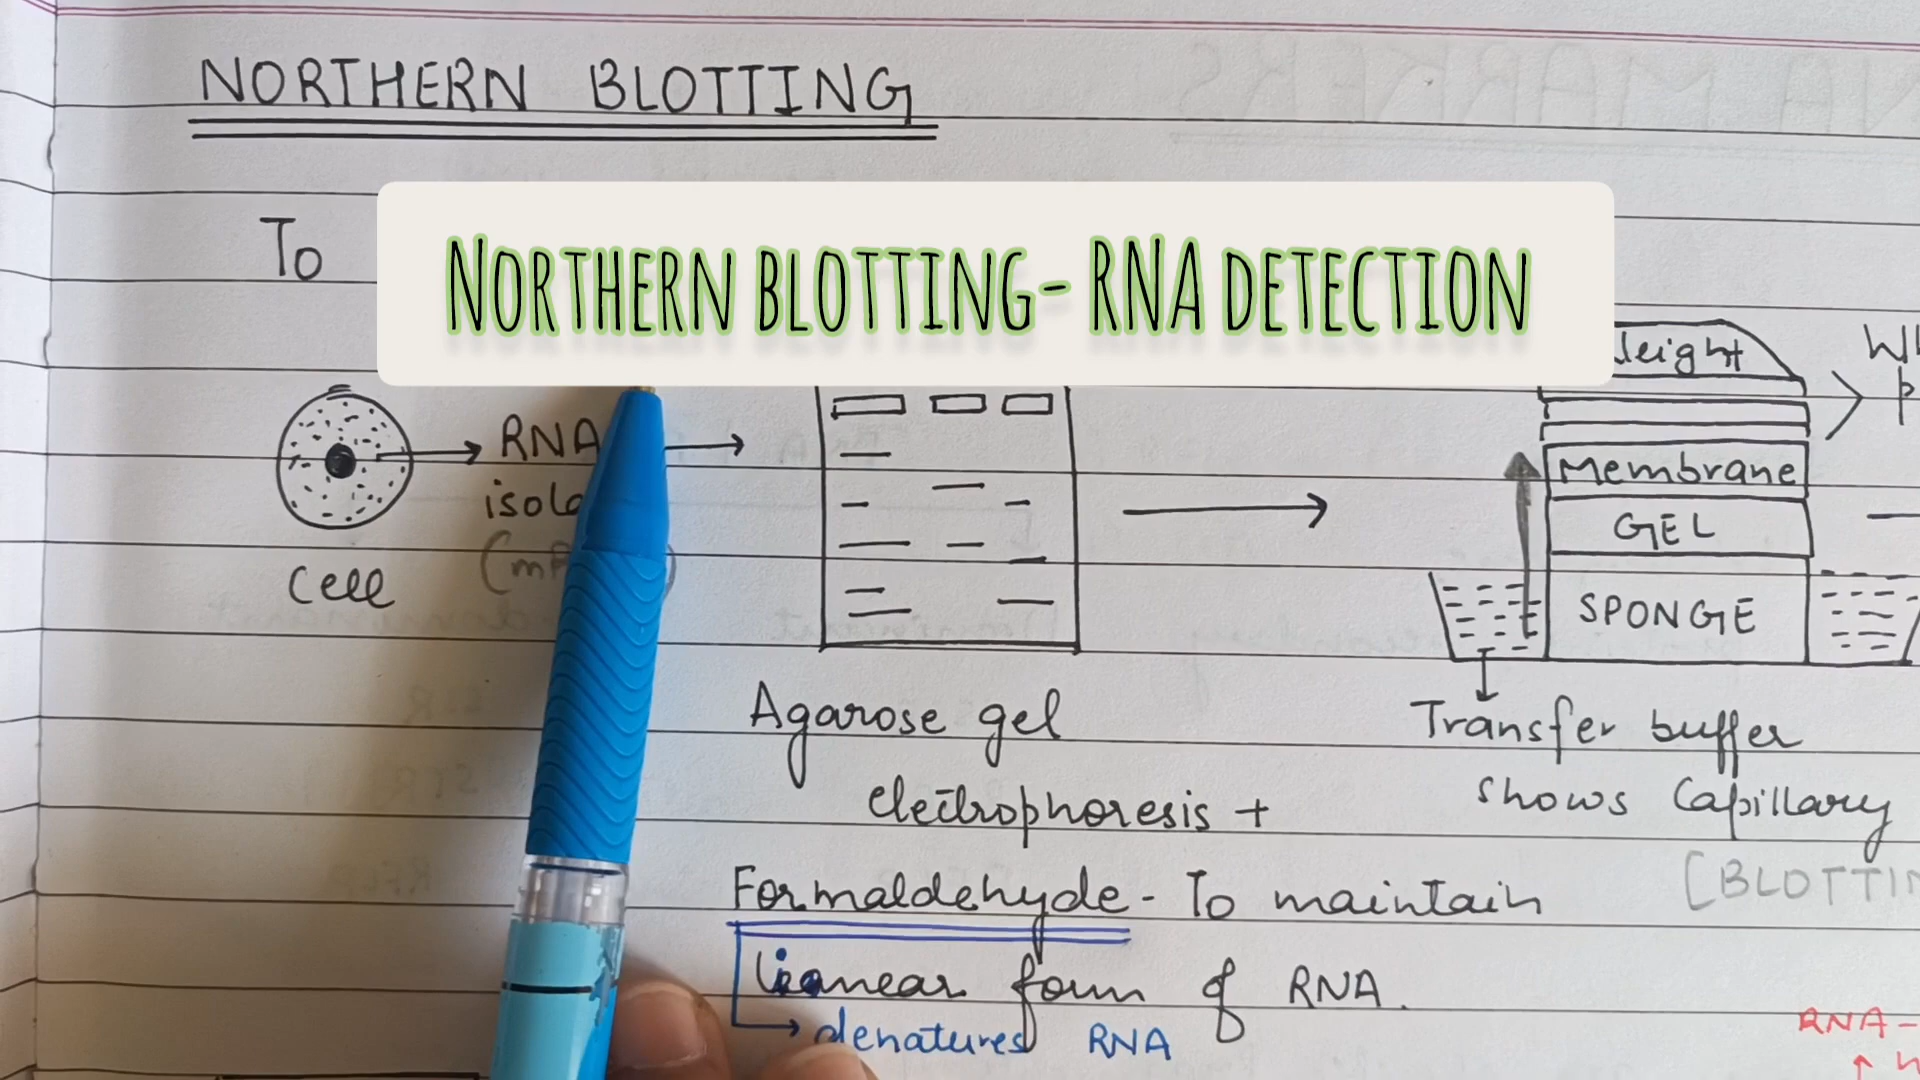 NORTHERN BLOTTING
To
NORTHERN BLOTTING- RNA DETECTION
Weight
RNA
Membrane
GEL
SPONGE
Cell
Agarose gel
electrophoresis +
Formaldehyde - To maintain
Linear form of RNA.
denatures RNA
Transfer buffer
shows Capillary
[BLOTTIN
RNA -